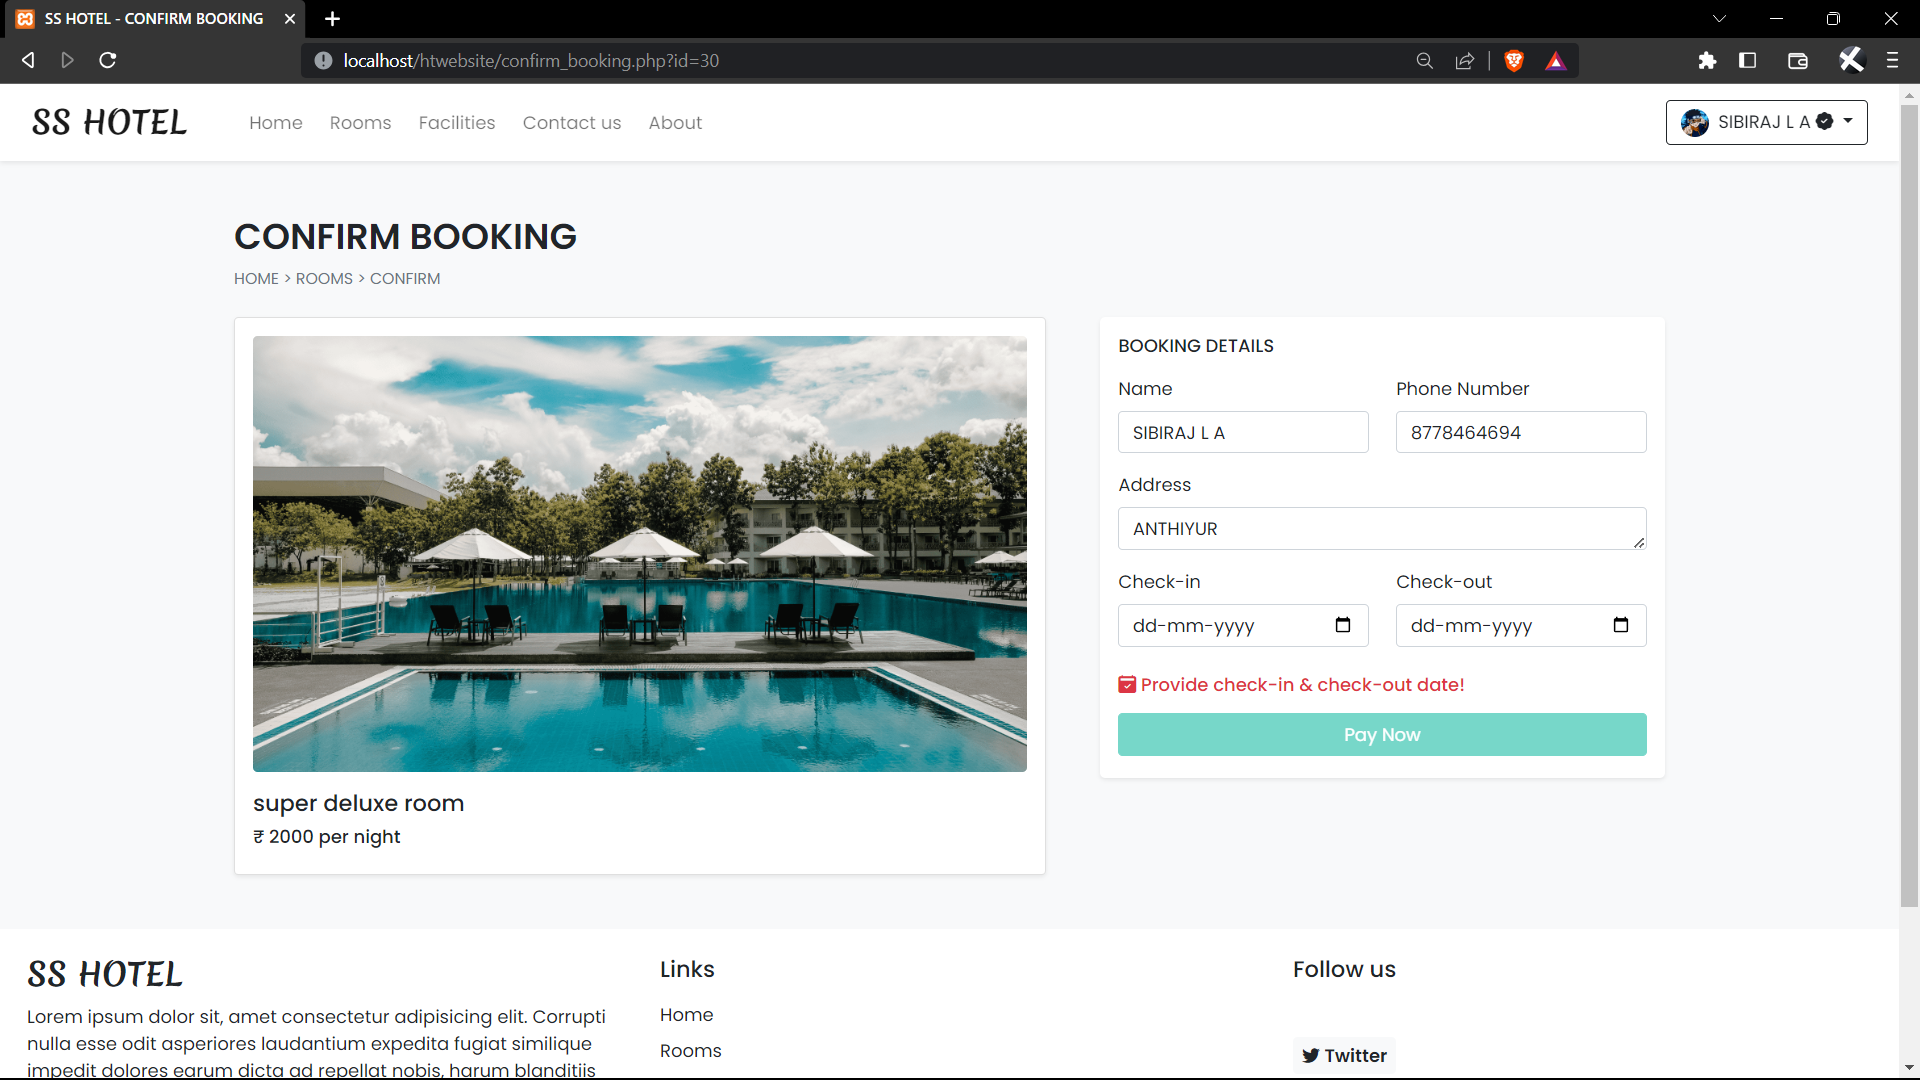 SS HOTEL - CONFIRM BOOKING
localhost/htwebsite/confirm_booking.php?id=30
SS HOTEL
Home Rooms Facilities Contact us About
SIBIRAJ L A
CONFIRM BOOKING
HOME > ROOMS > CONFIRM
super deluxe room
₹ 2000 per night
BOOKING DETAILS
Name Phone Number
SIBIRAJ L A 8778464694
Address
ANTHIYUR
Check-in Check-out
dd-mm-yyyy dd-mm-yyyy
Provide check-in & check-out date!
Pay Now
SS HOTEL
Lorem ipsum dolor sit, amet consectetur adipisicing elit. Corrupti
nulla esse odit asperiores laudantium expedita fugiat similique
impedit dolores earum dicta ad repellat nobis, harum blanditiis
Links
Home
Rooms
Follow us
Twitter